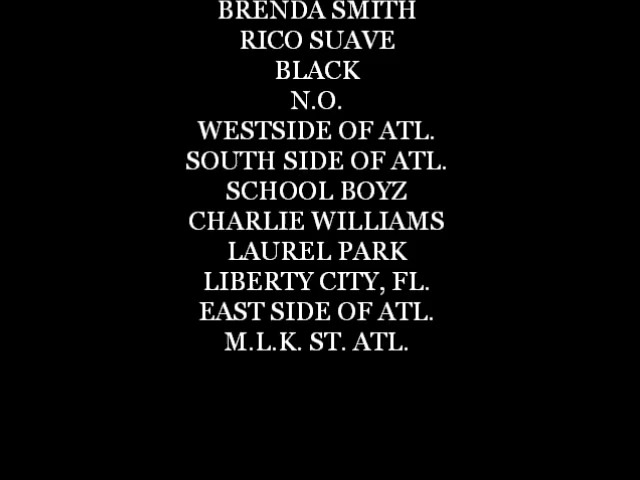 BRENDA SMITH
RICO SUAVE
BLACK
N.O.
WESTSIDE OF ATL.
SOUTH SIDE OF ATL.
SCHOOL BOYZ
CHARLIE WILLIAMS
LAUREL PARK
LIBERTY CITY, FL.
EAST SIDE OF ATL.
M.L.K. ST. ATL.